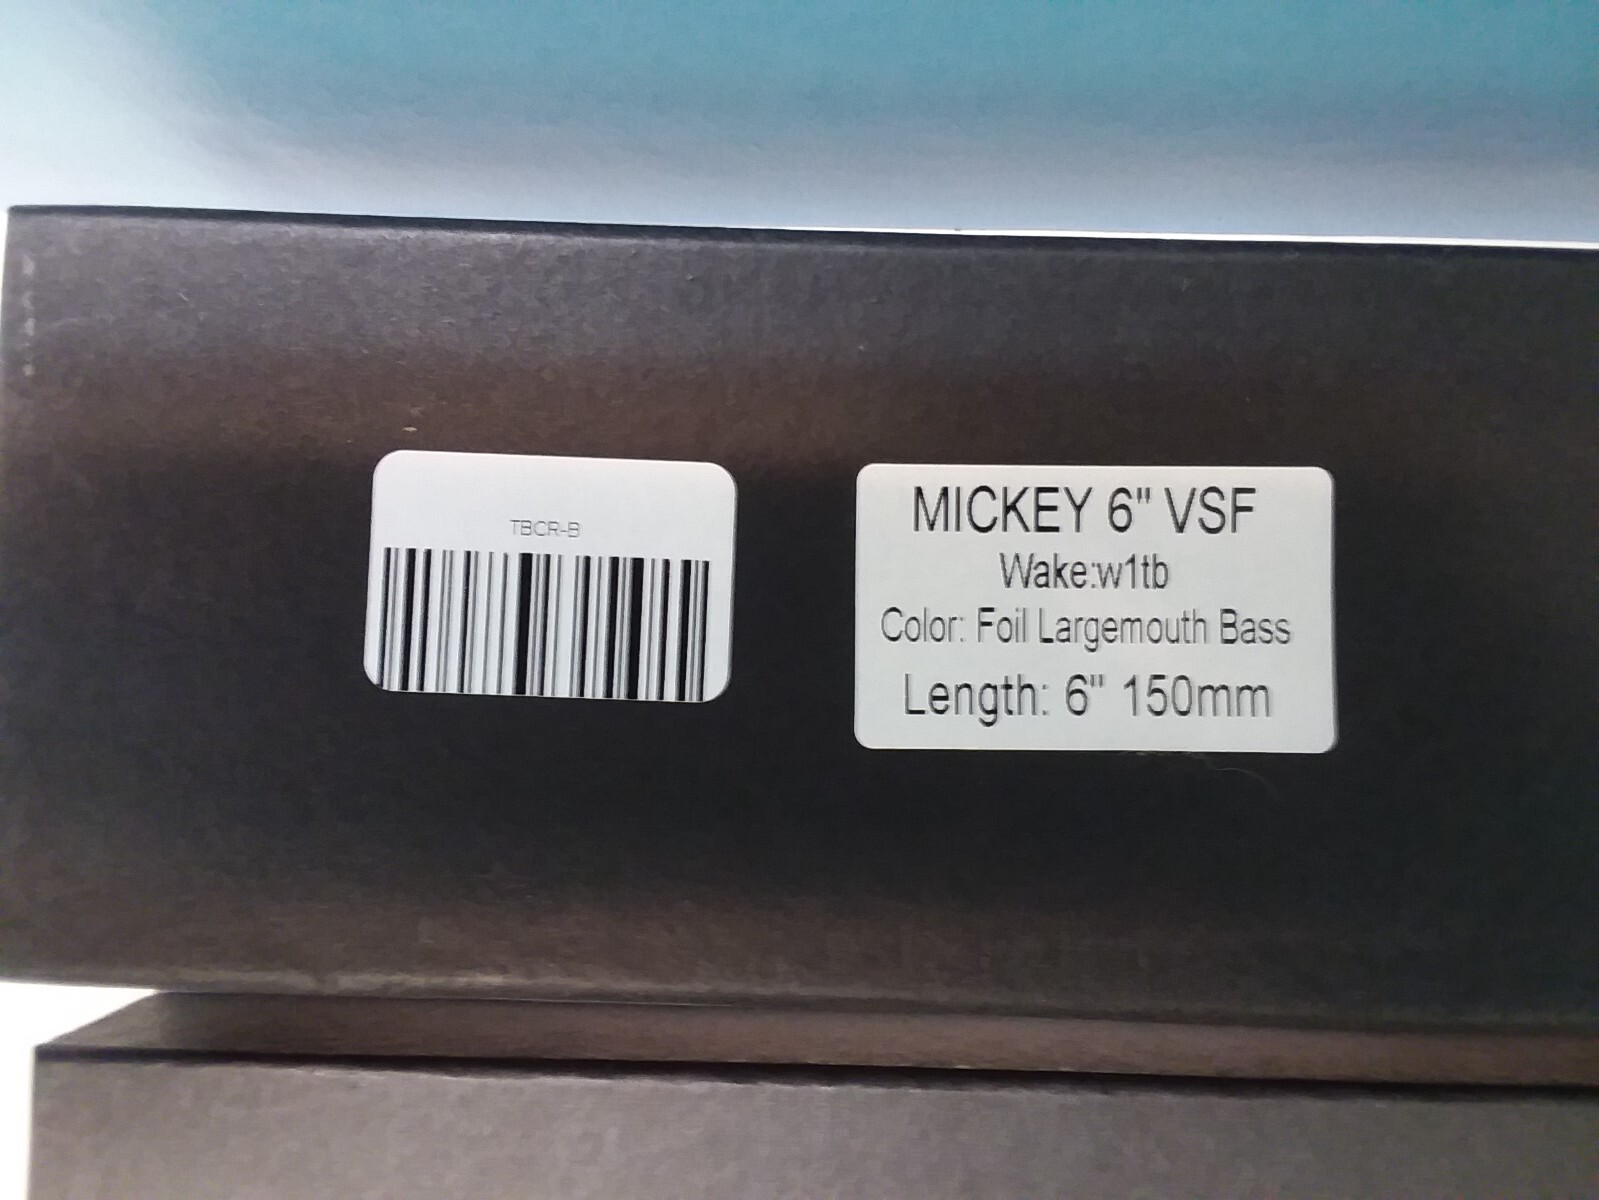 TBCR-B
MICKEY 6" VSF
Wake:w1tb
Color: Foil Largemouth Bass
Length: 6" 150mm